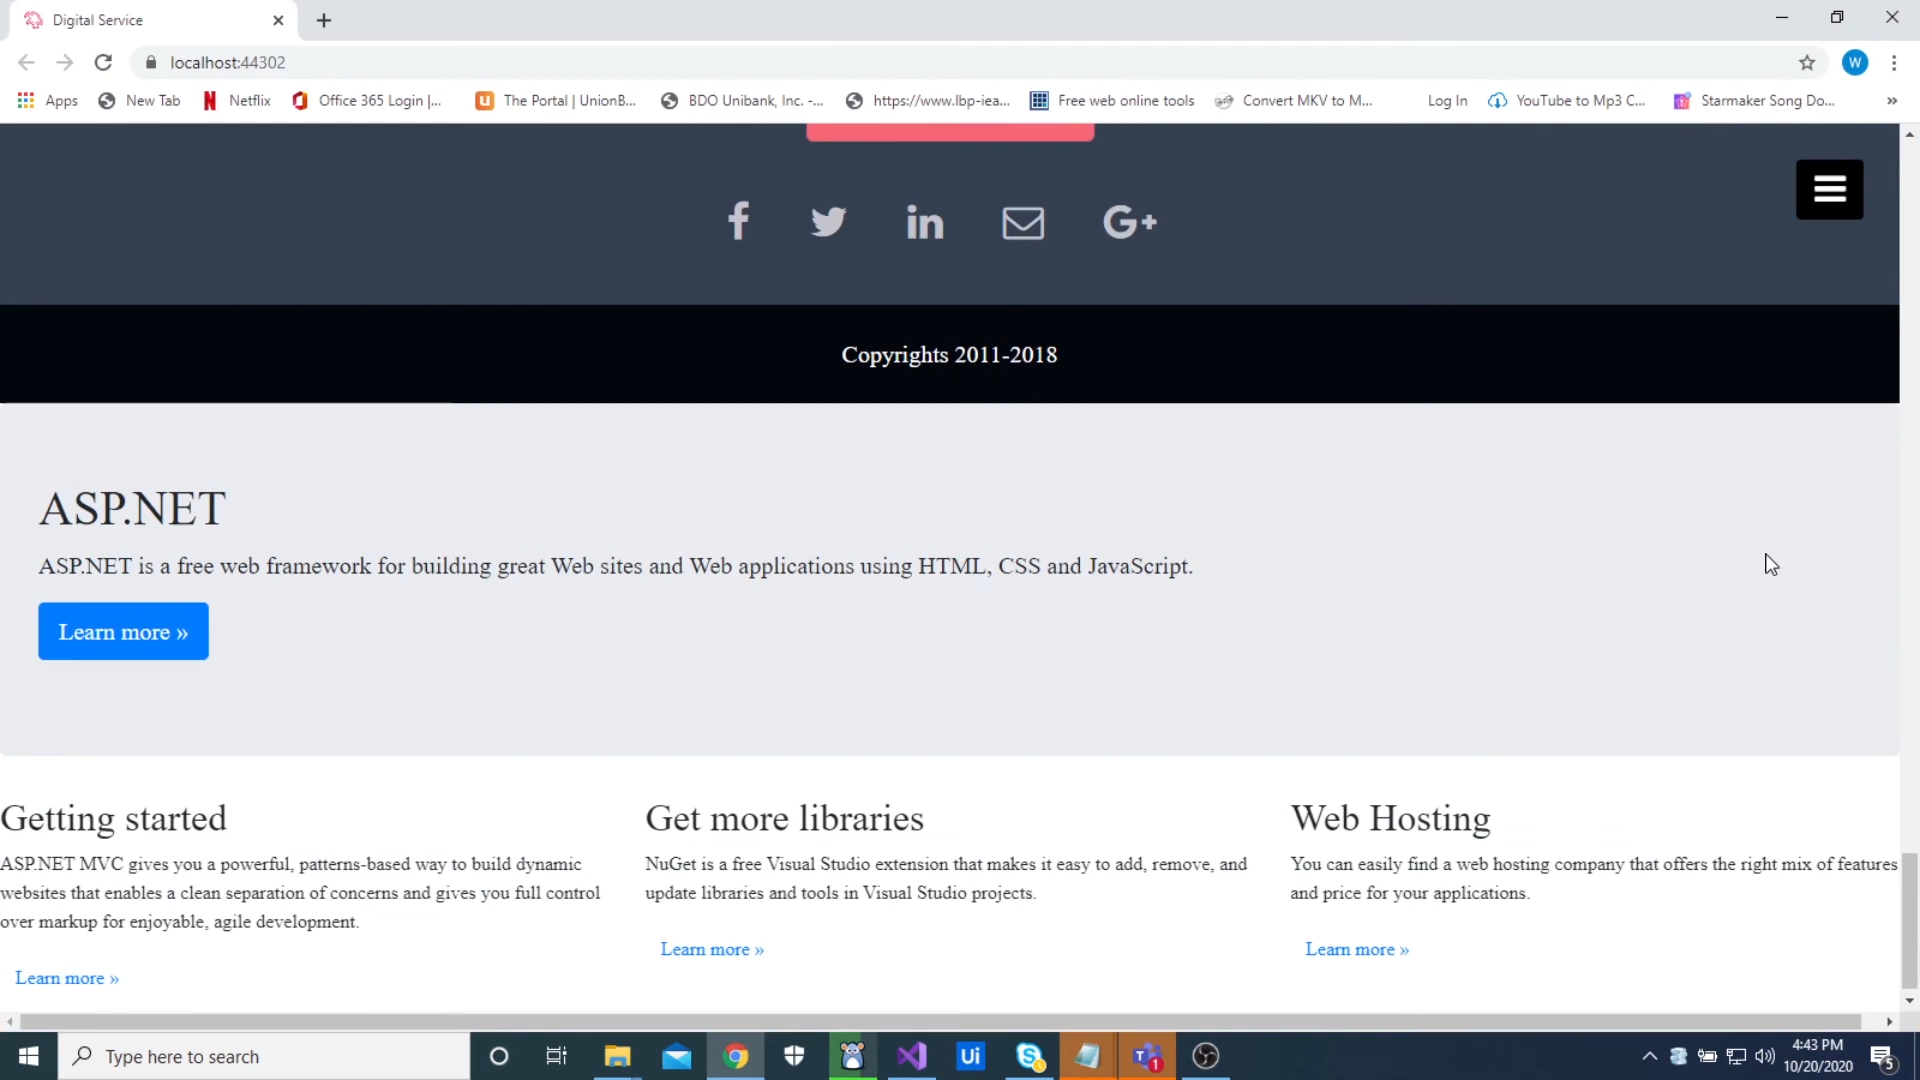 Digital Service
localhost:44302
W
Apps
New Tab
Netflix
Office 365 Login |...
The Portal | UnionB...
BDO Unibank, Inc. -...
https://www.lbp-iea...
Free web online tools
Convert MKV to M...
Log In
YouTube to Mp3 C...
Starmaker Song Do...
»
Copyrights 2011-2018
ASP.NET
ASP.NET is a free web framework for building great Web sites and Web applications using HTML, CSS and JavaScript.
Learn more »
Getting started
ASP.NET MVC gives you a powerful, patterns-based way to build dynamic
websites that enables a clean separation of concerns and gives you full control
over markup for enjoyable, agile development.
Learn more »
Get more libraries
NuGet is a free Visual Studio extension that makes it easy to add, remove, and
update libraries and tools in Visual Studio projects.
Learn more »
Web Hosting
You can easily find a web hosting company that offers the right mix of features
and price for your applications.
Learn more »
Type here to search
Ui
4:43 PM
10/20/2020
5